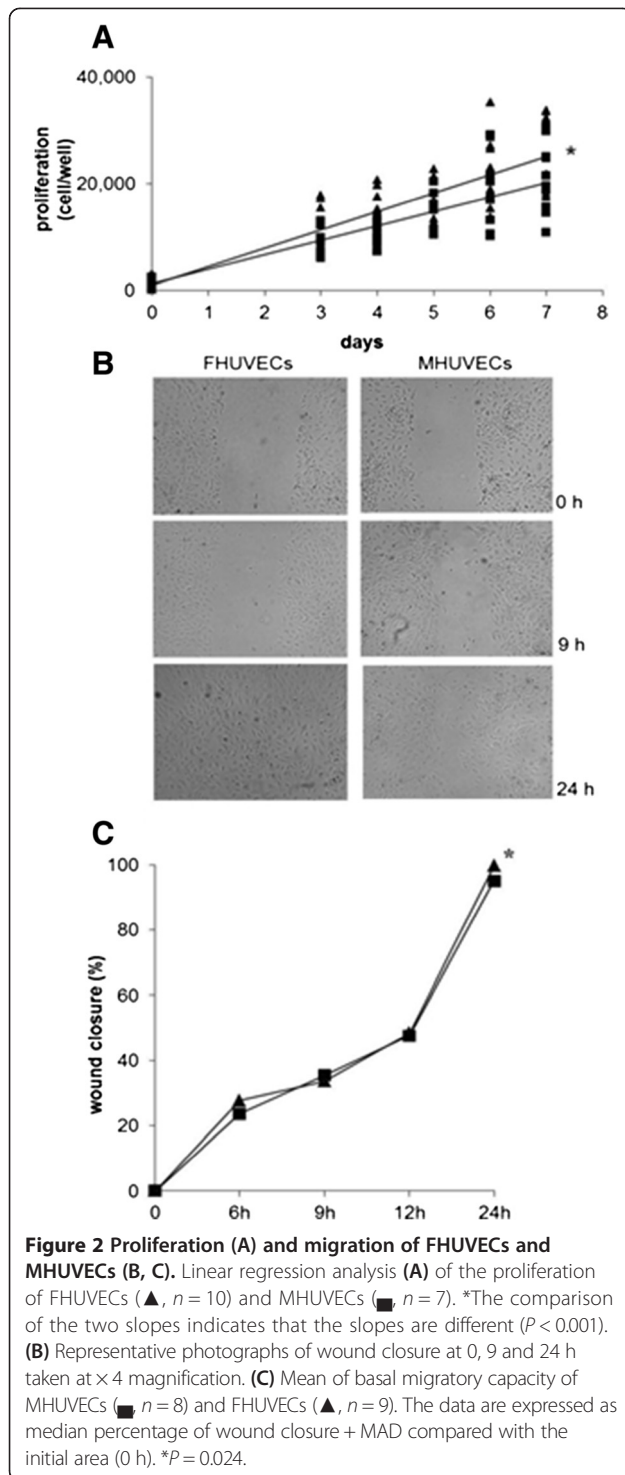 A
40,000
20,000
0
proliferation
(cell/well)
*
0 1 2 3 4 5 6 7 8
days
B
FHUVECs MHUVECs
0 h
9 h
24 h
C
100
80
60
40
20
0
wound closure (%)
*
0 6h 9h 12h 24h
Figure 2 Proliferation (A) and migration of FHUVECs and
MHUVECs (B, C). Linear regression analysis (A) of the proliferation
of FHUVECs (▲, n = 10) and MHUVECs (■, n = 7). *The comparison
of the two slopes indicates that the slopes are different (P < 0.001).
(B) Representative photographs of wound closure at 0, 9 and 24 h
taken at × 4 magnification. (C) Mean of basal migratory capacity of
MHUVECs (■, n = 8) and FHUVECs (▲, n = 9). The data are expressed as
median percentage of wound closure + MAD compared with the
initial area (0 h). *P = 0.024.